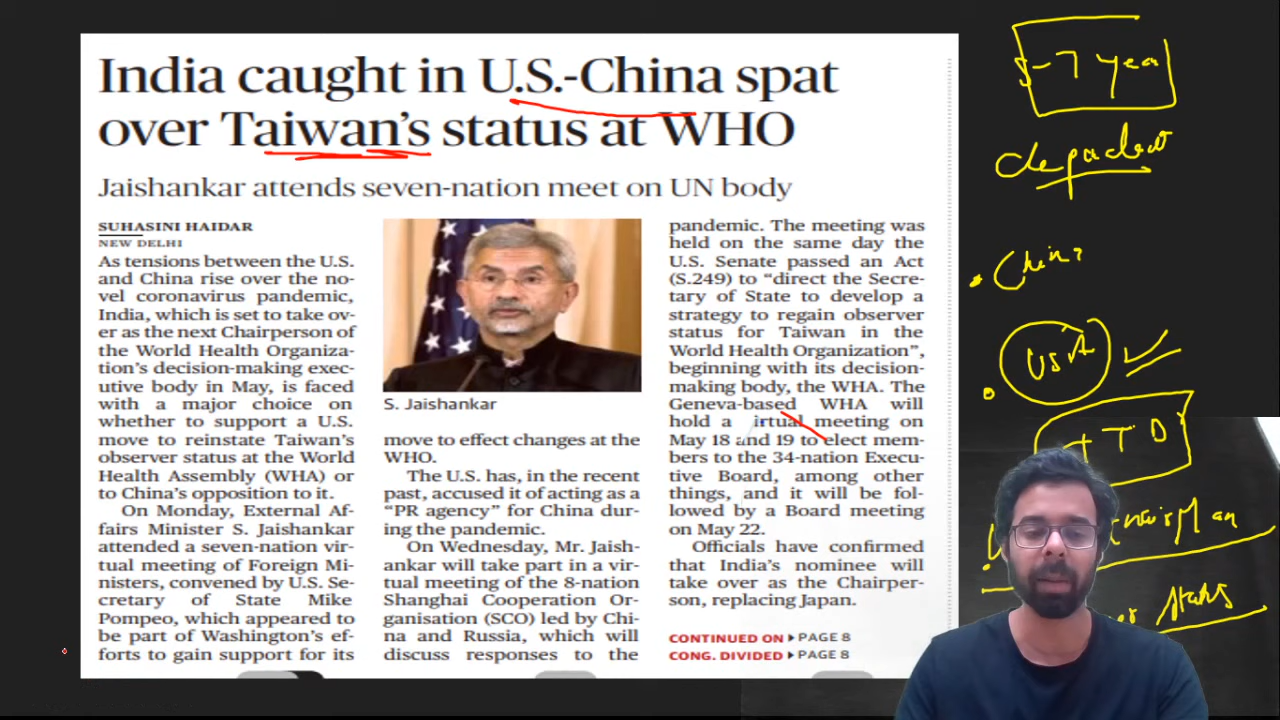 India caught in U.S.-China spat
over Taiwan's status at WHO
Jaishankar attends seven-nation meet on UN body
SUHASINI HAIDAR
NEW DELHI
As tensions between the U.S.
and China rise over the no-
vel coronavirus pandemic,
India, which is set to take ov-
er as the next Chairperson of
the World Health Organiza-
tion's decision-making exec-
utive body in May, is faced
with a major choice on
whether to support a U.S.
move to reinstate Taiwan's
observer status at the World
Health Assembly (WHA) or
to China's opposition to it.
On Monday, External Af-
fairs Minister S. Jaishankar
attended a seven-nation vir-
tual meeting of Foreign Mi-
nisters, convened by U.S. Se-
cretary of State Mike
Pompeo, which appeared to
be part of Washington's ef-
forts to gain support for its
S. Jaishankar
move to effect changes at the
WHO.
The U.S. has, in the recent
past, accused it of acting as a
"PR agency" for China dur-
ing the pandemic.
On Wednesday, Mr. Jaish-
ankar will take part in a vir-
tual meeting of the 8-nation
Shanghai Cooperation Or-
ganisation (SCO) led by Chi-
na and Russia, which will
discuss responses to the
pandemic. The meeting was
held on the same day the
U.S. Senate passed an Act
(S.249) to "direct the Secre-
tary of State to develop a
strategy to regain observer
status for Taiwan in the
World Health Organization",
beginning with its decision-
making body, the WHA. The
Geneva-based WHA will
hold a irtual meeting on
May 18 and 19 to elect mem-
bers to the 34-nation Execu-
tive Board, among other
things, and it will be fol-
lowed by a Board meeting
on May 22.
Officials have confirmed
that India's nominee will
take over as the Chairper-
son, replacing Japan.
CONTINUED ON PAGE 8
CONG. DIVIDED PAGE 8
7 year
China
USA
+ TD